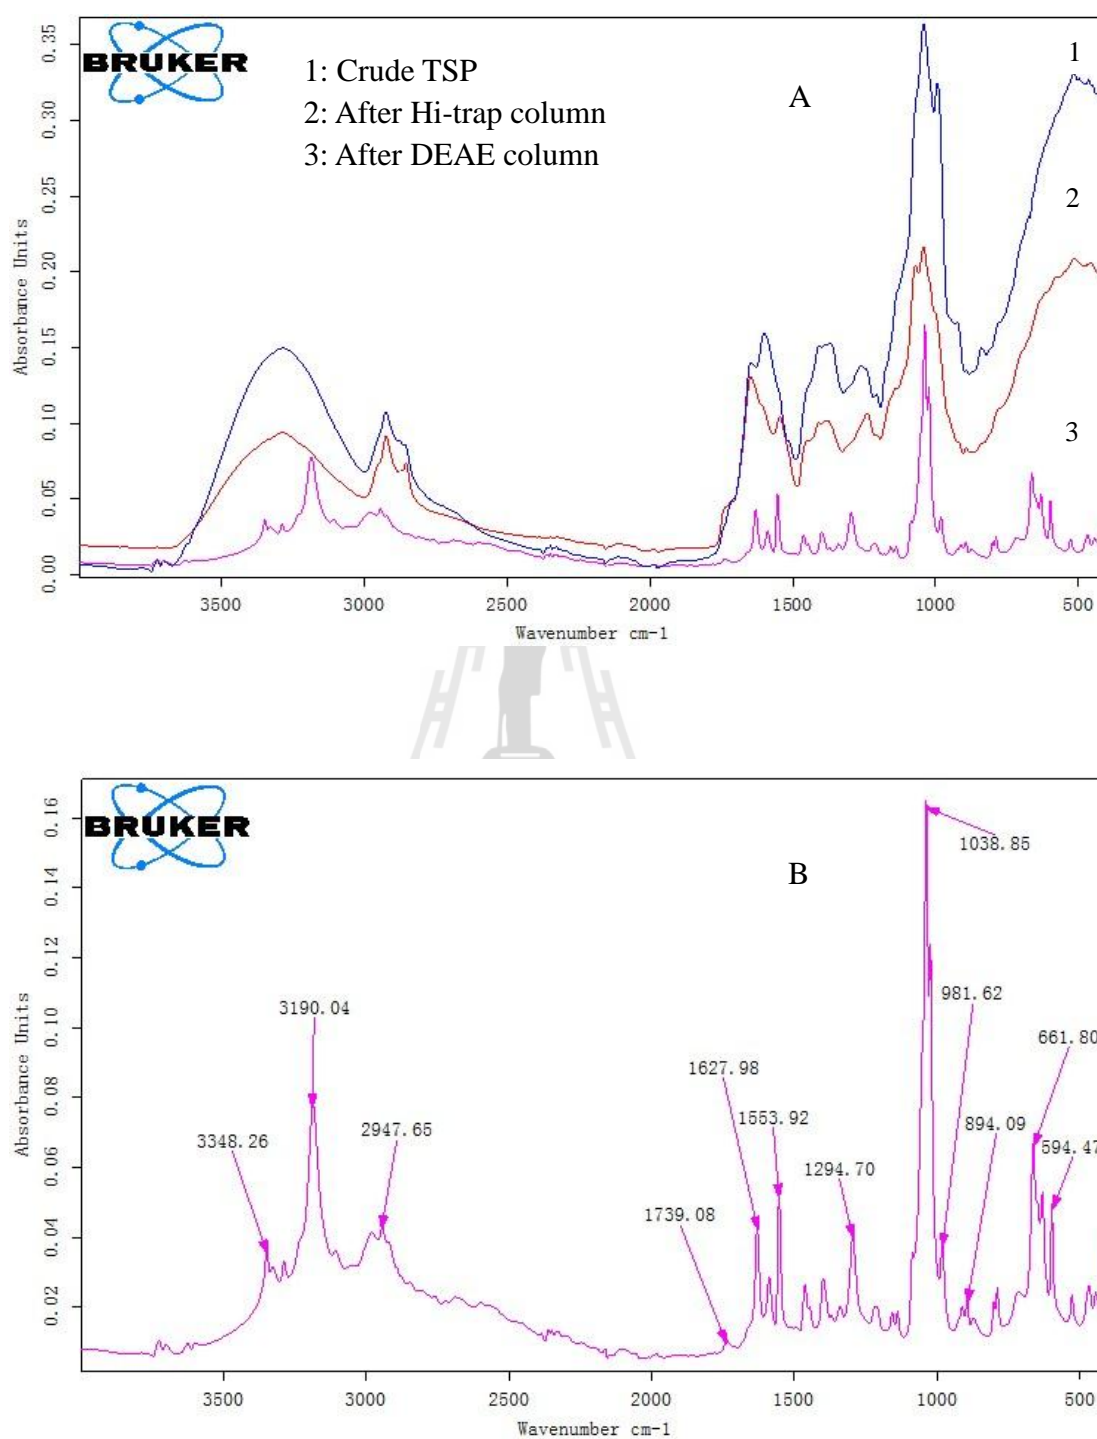 BRUKER
1: Crude TSP
2: After Hi-trap column
3: After DEAE column
A
1
2
3
Absorbance Units
0.35
0.30
0.25
0.20
0.15
0.10
0.05
0.00
3500 3000 2500 2000 1500 1000 500
Wavenumber cm-1
BRUKER
B
Absorbance Units
0.16
0.14
0.12
0.10
0.08
0.06
0.04
0.02
1038.85
3190.04
981.62
661.80
1627.98
1553.92
894.09
594.47
3348.26
2947.65
1294.70
1739.08
3500 3000 2500 2000 1500 1000 500
Wavenumber cm-1